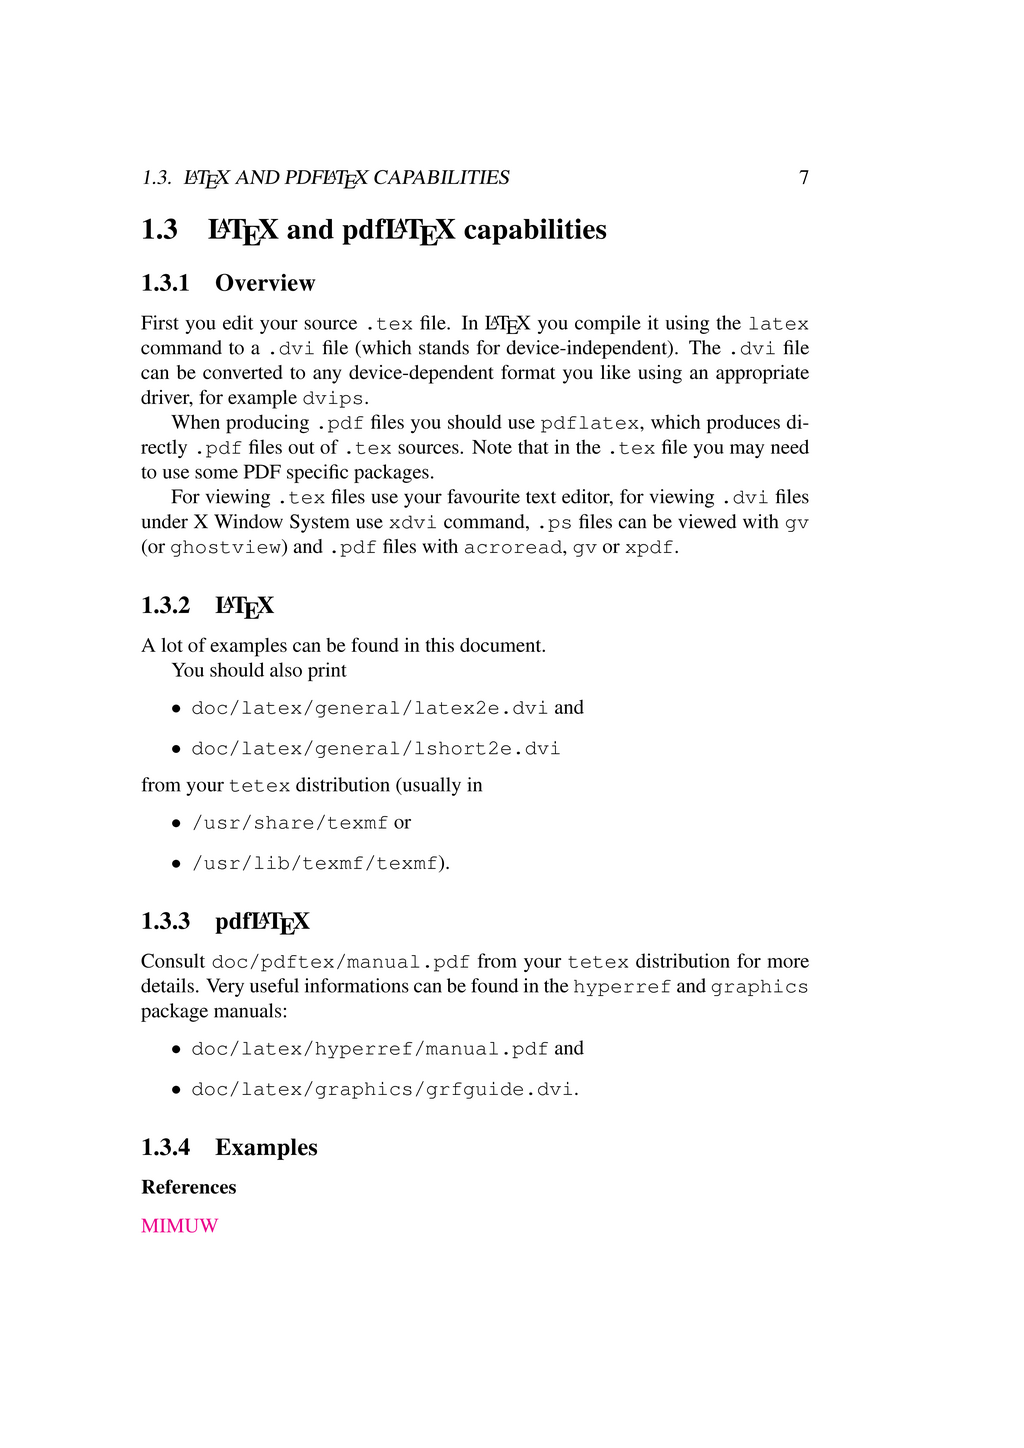 1.3. LATEX AND PDFLATEX CAPABILITIES 7
1.3 LATEX and pdfLATEX capabilities
1.3.1 Overview
First you edit your source .tex file. In LATEX you compile it using the latex
command to a .dvi file (which stands for device-independent). The .dvi file
can be converted to any device-dependent format you like using an appropriate
driver, for example dvips.
When producing .pdf files you should use pdflatex, which produces di-
rectly .pdf files out of .tex sources. Note that in the .tex file you may need
to use some PDF specific packages.
For viewing .tex files use your favourite text editor, for viewing .dvi files
under X Window System use xdvi command, .ps files can be viewed with gv
(or ghostview) and .pdf files with acroread, gv or xpdf.
1.3.2 LATEX
A lot of examples can be found in this document.
You should also print
• doc/latex/general/latex2e.dvi and
• doc/latex/general/lshort2e.dvi
from your tetex distribution (usually in
• /usr/share/texmf or
• /usr/lib/texmf/texmf).
1.3.3 pdfLATEX
Consult doc/pdftex/manual.pdf from your tetex distribution for more
details. Very useful informations can be found in the hyperref and graphics
package manuals:
• doc/latex/hyperref/manual.pdf and
• doc/latex/graphics/grfguide.dvi.
1.3.4 Examples
References
MIMUW